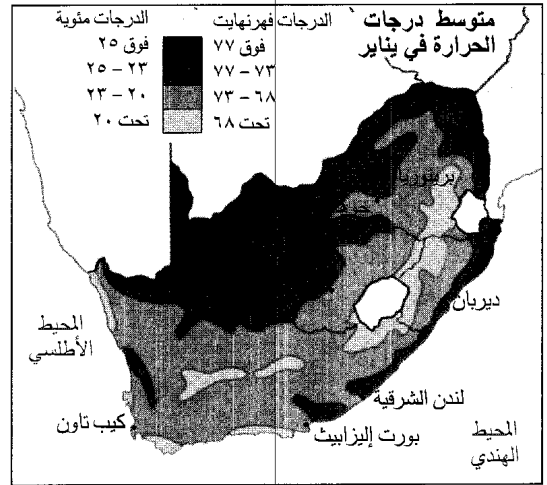 متوسط درجات
الحرارة في يناير
الدرجات فهرنهايت
الدرجات مئوية
فوق ٧٧
فوق ٢٥
٧٣ – ٧٧
٢٣ – ٢٥
٦٨ – ٧٣
٢٠ – ٢٣
تحت ٦٨
تحت ٢٠
بريتوريا
ديربان
المحيط
الأطلسي
لندن الشرقية
كيب تاون
بورت إليزابيث
المحيط
الهندي